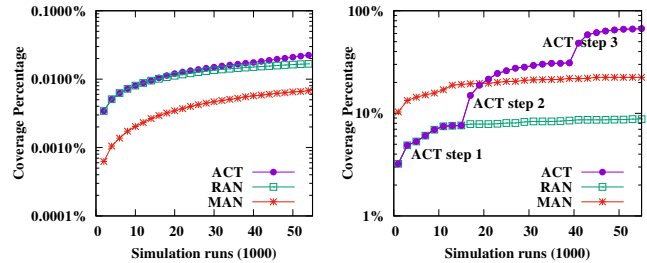 Coverage Percentage
0.1000%
0.0100%
0.0010%
0.0001%
ACT
RAN
MAN
0 10 20 30 40 50
Simulation runs (1000)
Coverage Percentage
100%
10%
1%
ACT step 3
ACT step 2
ACT step 1
ACT
RAN
MAN
0 10 20 30 40 50
Simulation runs (1000)